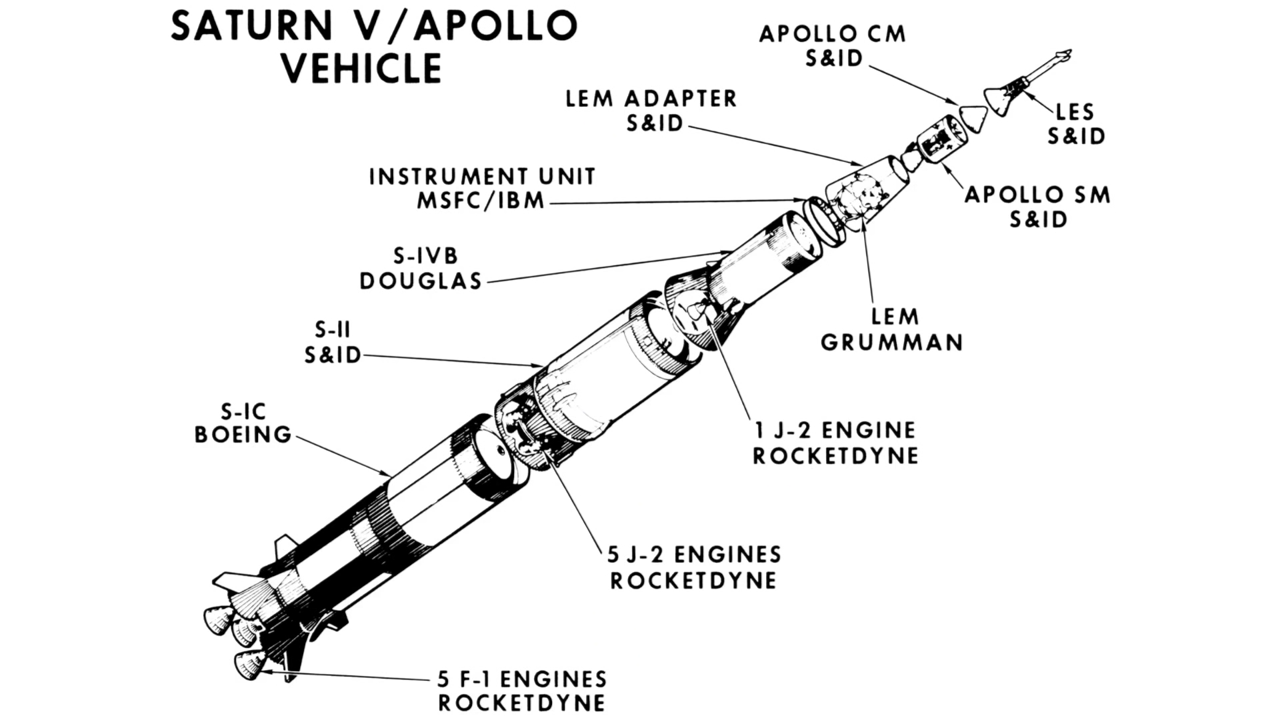 SATURN V/APOLLO
VEHICLE
APOLLO CM
S&ID
LEM ADAPTER
S&ID
LES
S&ID
INSTRUMENT UNIT
MSFC/IBM
APOLLO SM
S&ID
S-IVB
DOUGLAS
LEM
GRUMMAN
S-II
S&ID
S-IC
BOEING
1 J-2 ENGINE
ROCKETDYNE
5 J-2 ENGINES
ROCKETDYNE
5 F-1 ENGINES
ROCKETDYNE